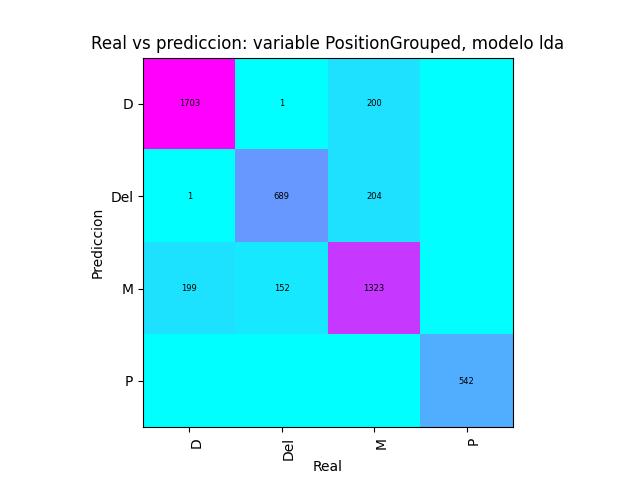 Real vs prediccion: variable PositionGrouped, modelo lda
D 1703 1 200
Del 1 689 204
M 199 152 1323
P 542
D Del M P
Real
Prediccion